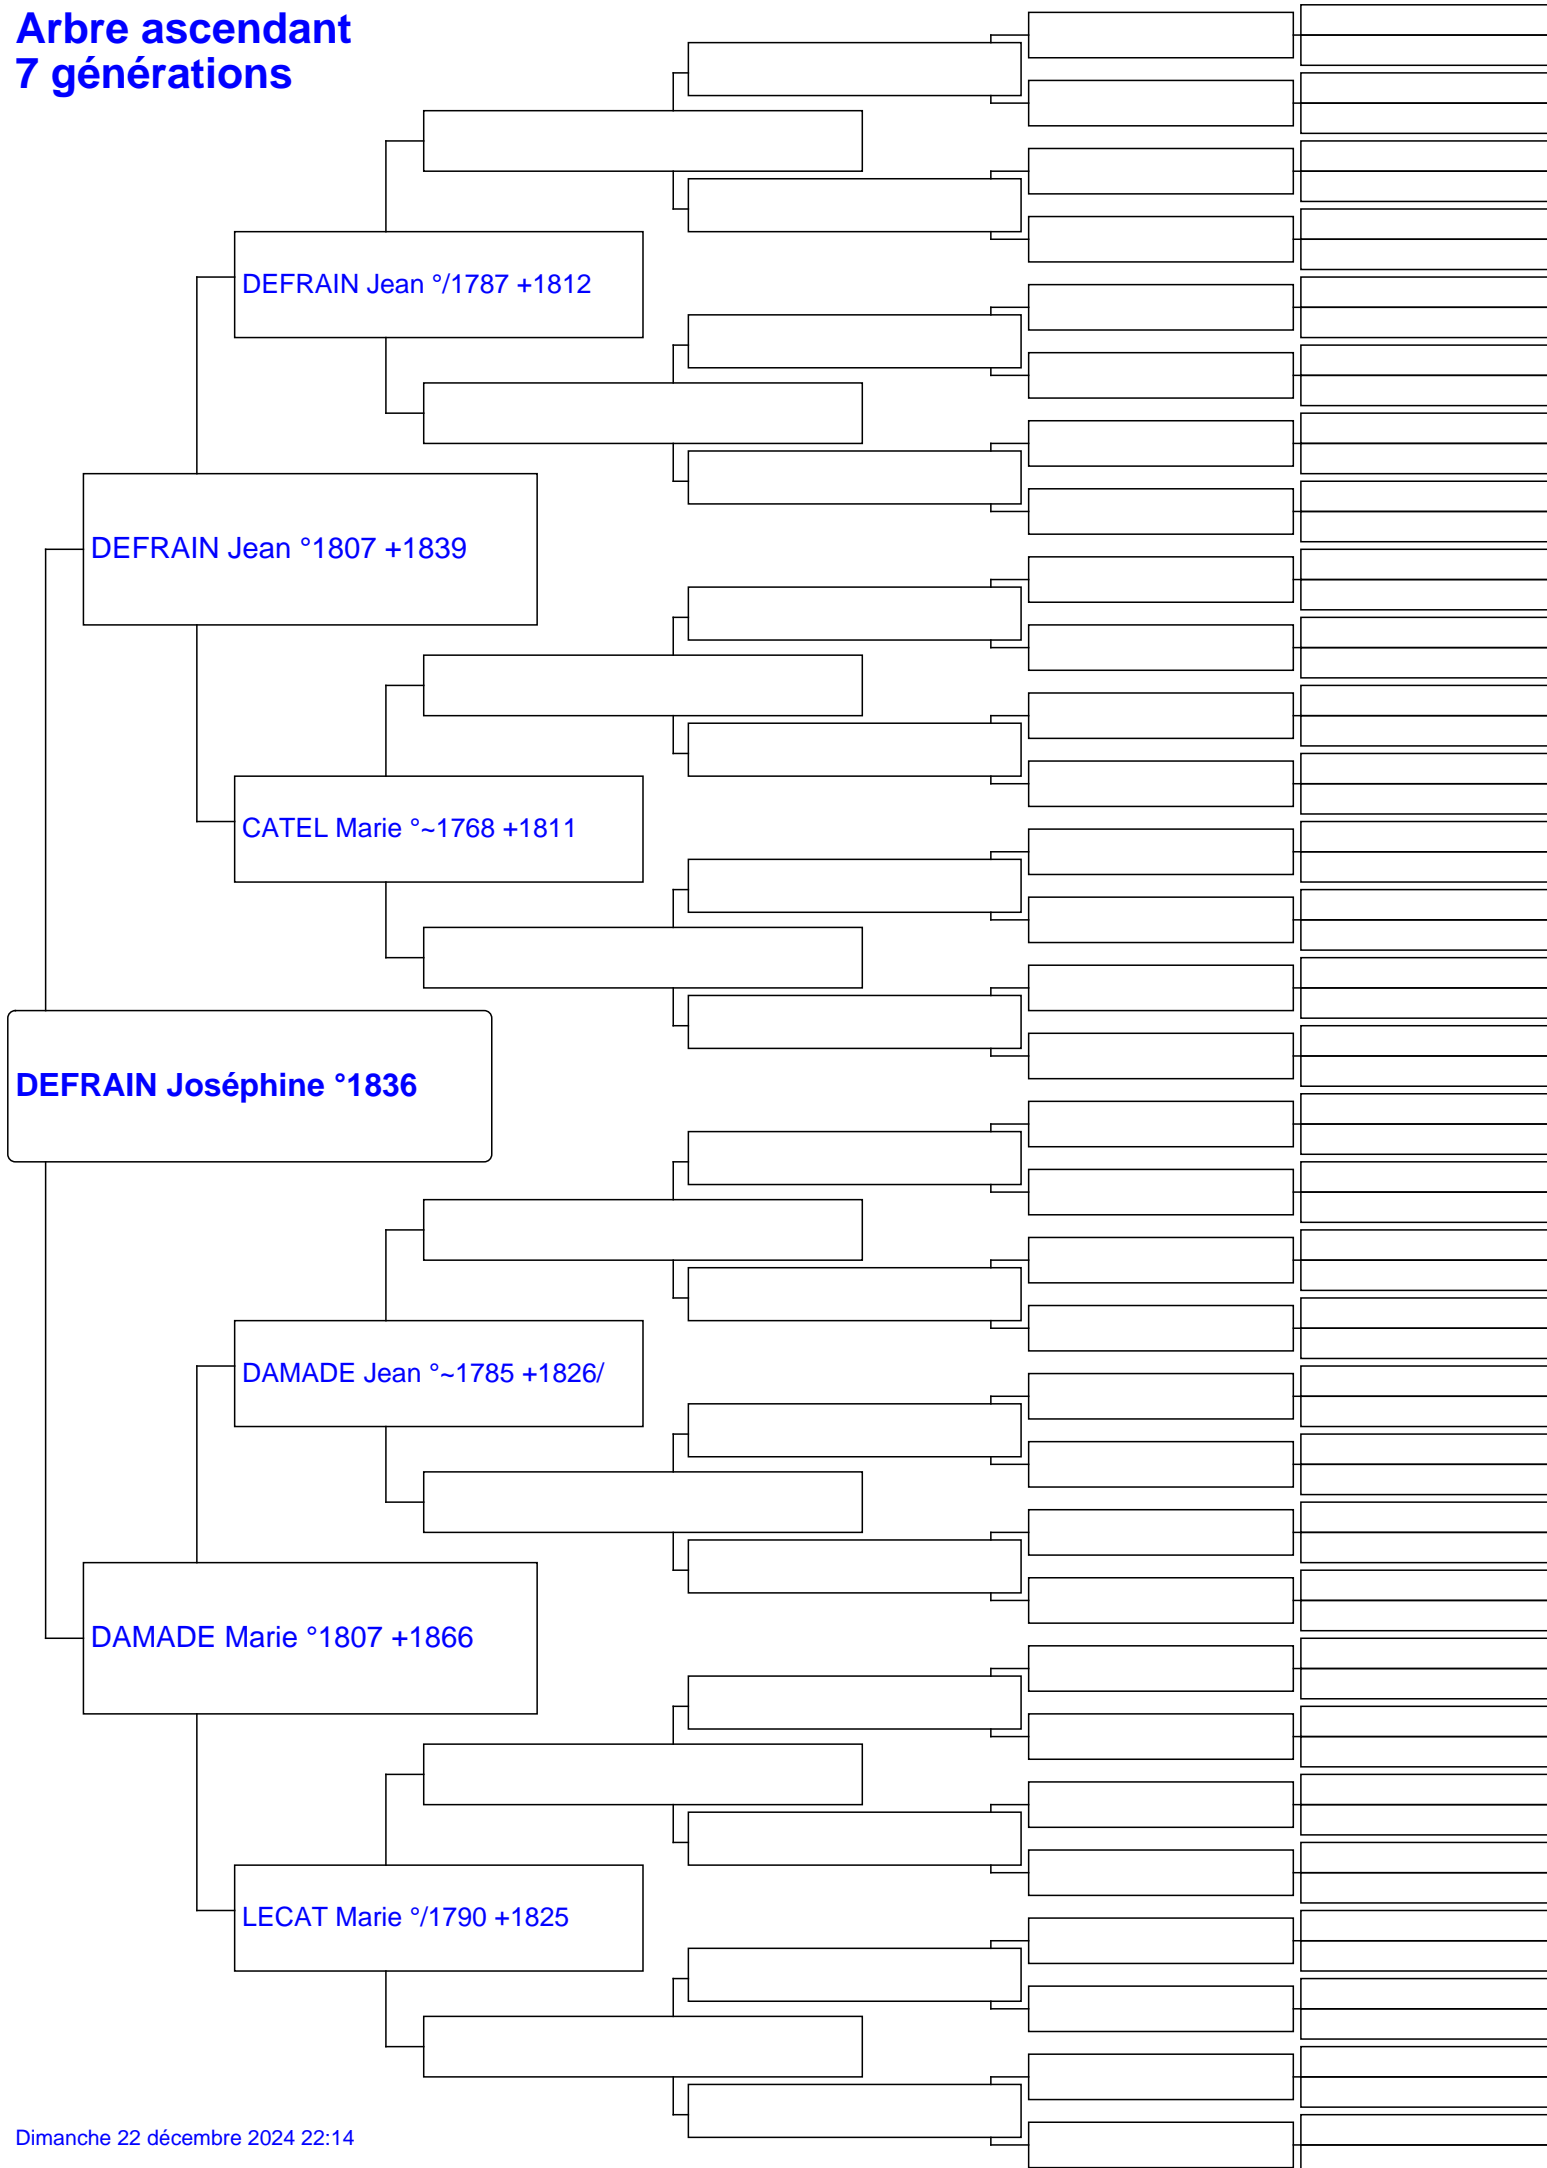 Arbre ascendant
7 générations
DEFRAIN Jean °/1787 +1812
DEFRAIN Jean °1807 +1839
CATEL Marie °~1768 +1811
DEFRAIN Joséphine °1836
DAMADE Jean °~1785 +1826/
DAMADE Marie °1807 +1866
LECAT Marie °/1790 +1825
Dimanche 22 décembre 2024 22:14